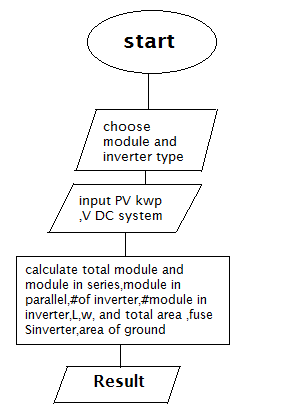 start
choose
module and
inverter type
input PV kwp
,V DC system
calculate total module and
module in series,module in
parallel,#of inverter,#module in
inverter,L,w, and total area ,fuse
Sinverter,area of ground
Result